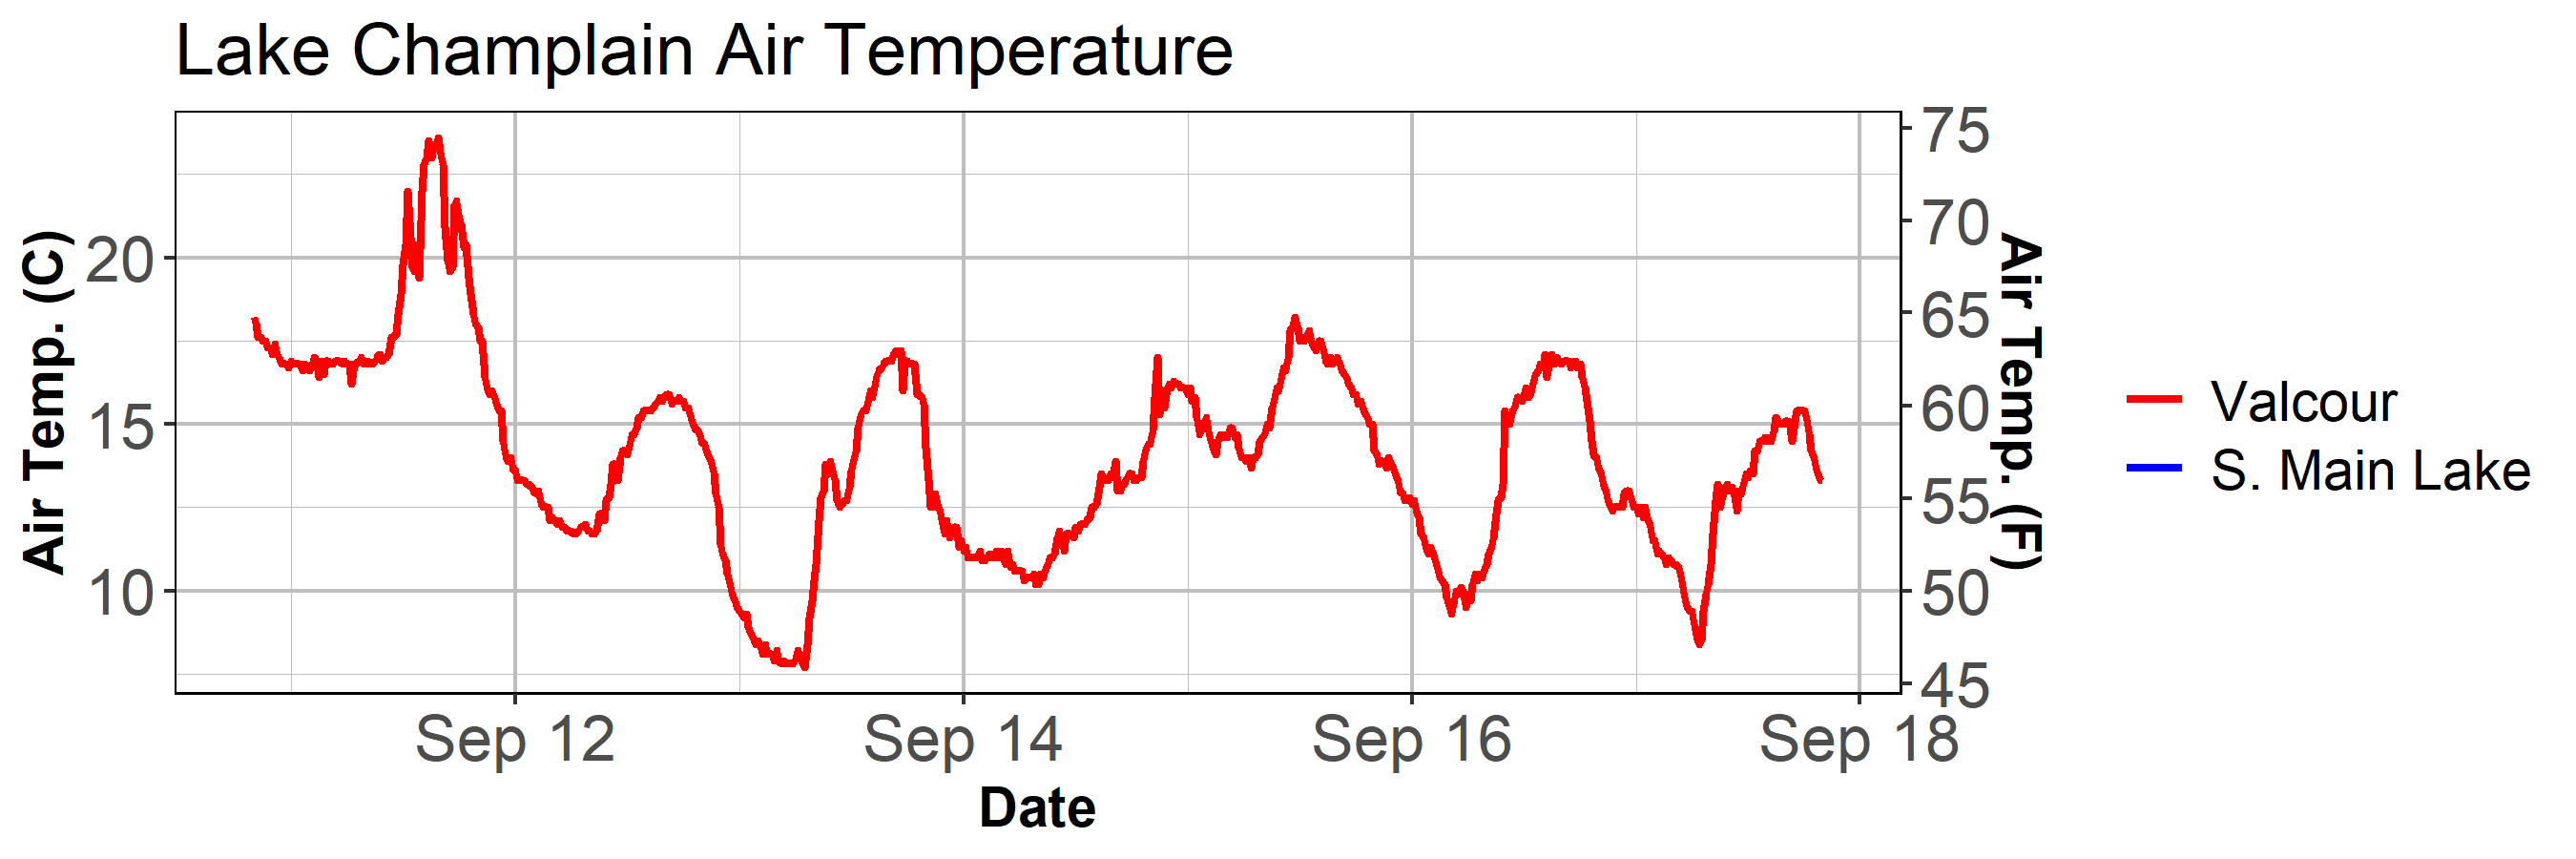 Lake Champlain Air Temperature
Air Temp. (C)
20
15
10
75
70
65
60
55
50
45
Air Temp. (F)
Sep 12
Sep 14
Sep 16
Sep 18
Date
Valcour
S. Main Lake